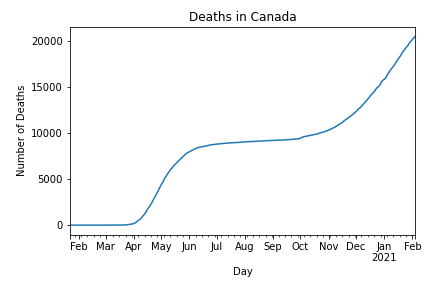 Deaths in Canada
Number of Deaths
20000
15000
10000
5000
0
Feb Mar Apr May Jun Jul Aug Sep Oct Nov Dec Jan Feb
2021
Day